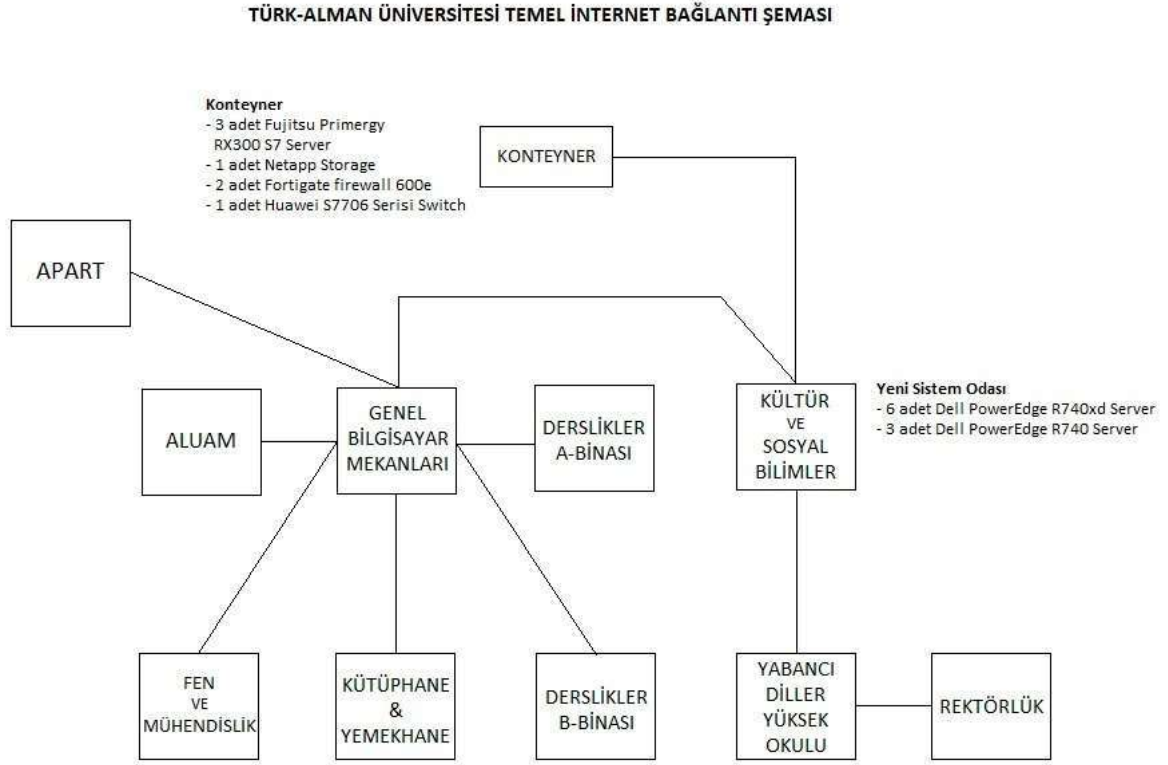 TÜRK-ALMAN ÜNİVERSİTESİ TEMEL İNTERNET BAĞLANTI ŞEMASI
Konteyner
- 3 adet Fujitsu Primergy
RX300 S7 Server
- 1 adet Netapp Storage
- 2 adet Fortigate firewall 600e
- 1 adet Huawei S7706 Serisi Switch
KONTEYNER
APART
ALUAM
GENEL
BİLGİSAYAR
MEKANLARI
DERSLİKLER
A-BİNASI
KÜLTÜR
VE
SOSYAL
BİLİMLER
Yeni Sistem Odası
- 6 adet Dell PowerEdge R740xd Server
- 3 adet Dell PowerEdge R740 Server
FEN
VE
MÜHENDİSLİK
KÜTÜPHANE
&
YEMEKHANE
DERSLİKLER
B-BİNASI
YABANCI
DİLLER
YÜKSEK
OKULU
REKTÖRLÜK